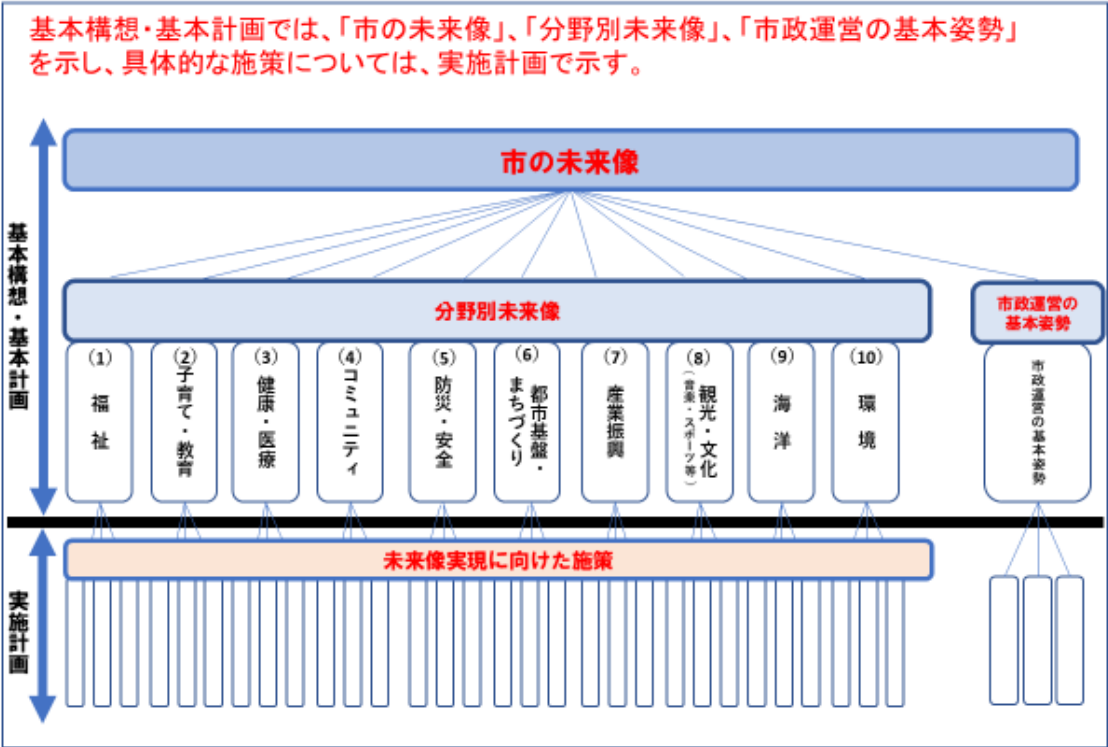 基本構想・基本計画では、「市の未来像」、「分野別未来像」、「市政運営の基本姿勢」
を示し、具体的な施策については、実施計画で示す。
市の未来像
基本構想・基本計画
分野別未来像
市政運営の
基本姿勢
(1)
福祉
(2)
子育て・教育
(3)
健康・医療
(4)
コミュニティ
(5)
防災・安全
(6)
都市基盤・
まちづくり
(7)
産業振興
(8)
観光・文化
(音楽・スポーツ等)
(9)
海洋
(10)
環境
市政運営の基本姿勢
実施計画
未来像実現に向けた施策